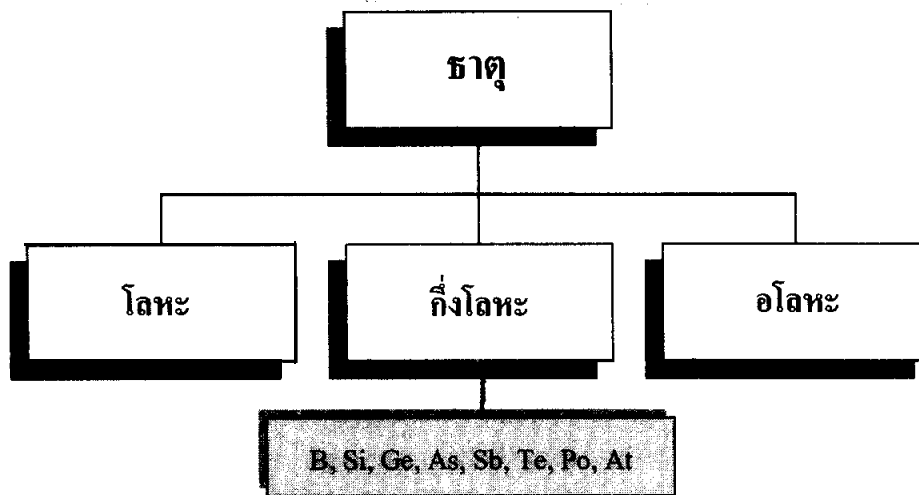 ธาตุ
โลหะ
กึ่งโลหะ
อโลหะ
B, Si, Ge, As, Sb, Te, Po, At